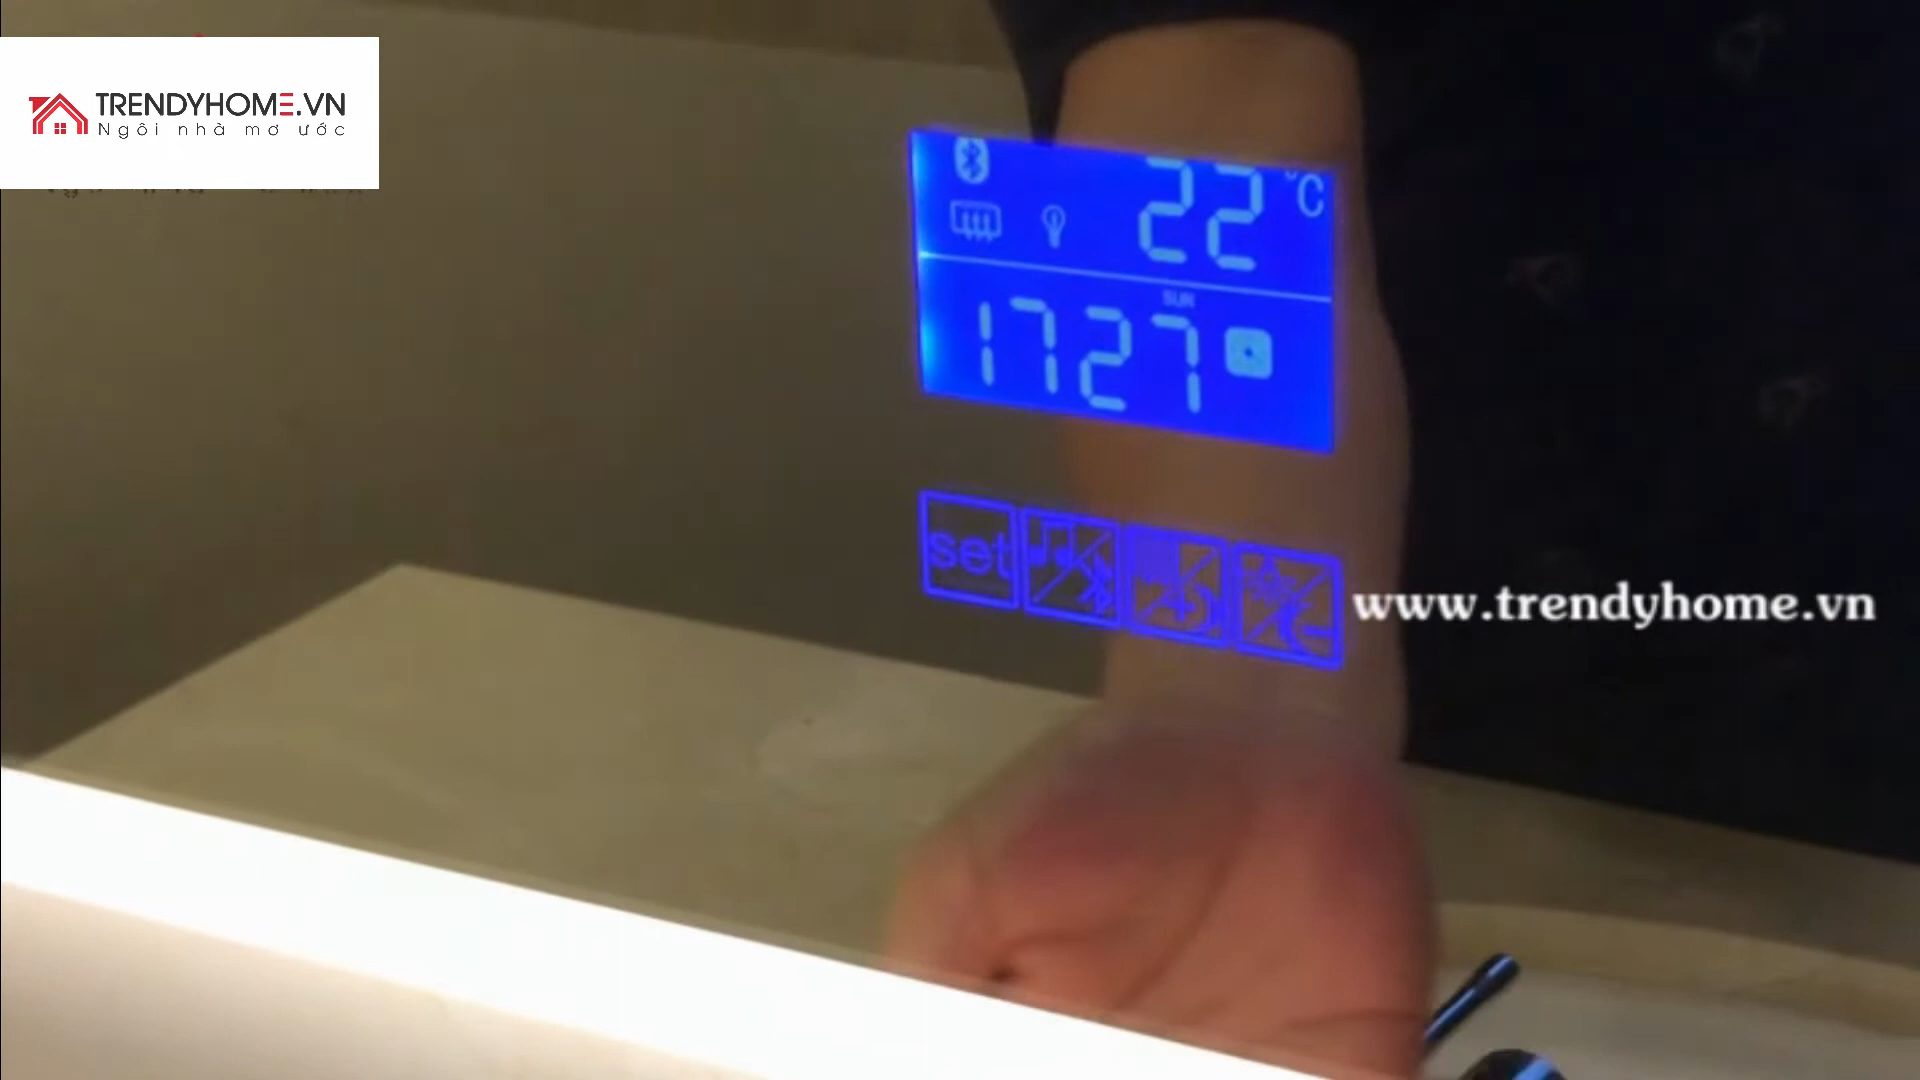 TRENDYHOME.VN
Ngôi nhà mơ ước
22 °C
SUN
1727
set
www.trendyhome.vn